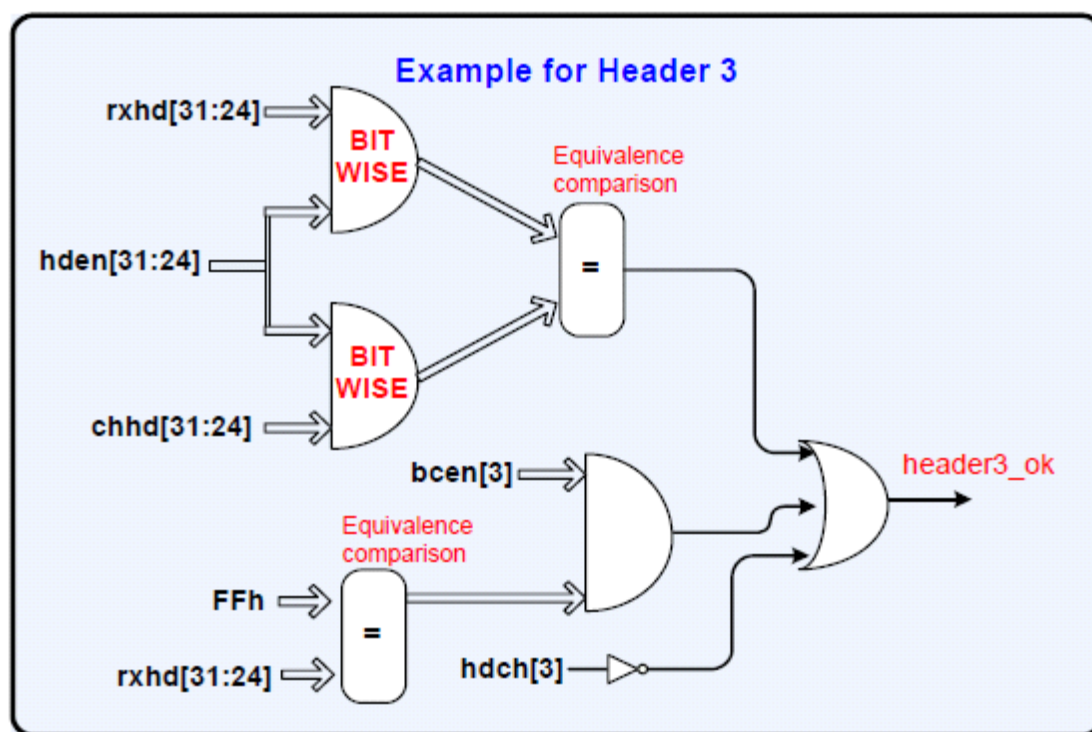 Example for Header 3
rxhd[31:24]
BIT
WISE
Equivalence
comparison
hden[31:24]
=
BIT
WISE
chhd[31:24]
bcen[3]
header3_ok
Equivalence
comparison
FFh
=
rxhd[31:24]
hdch[3]